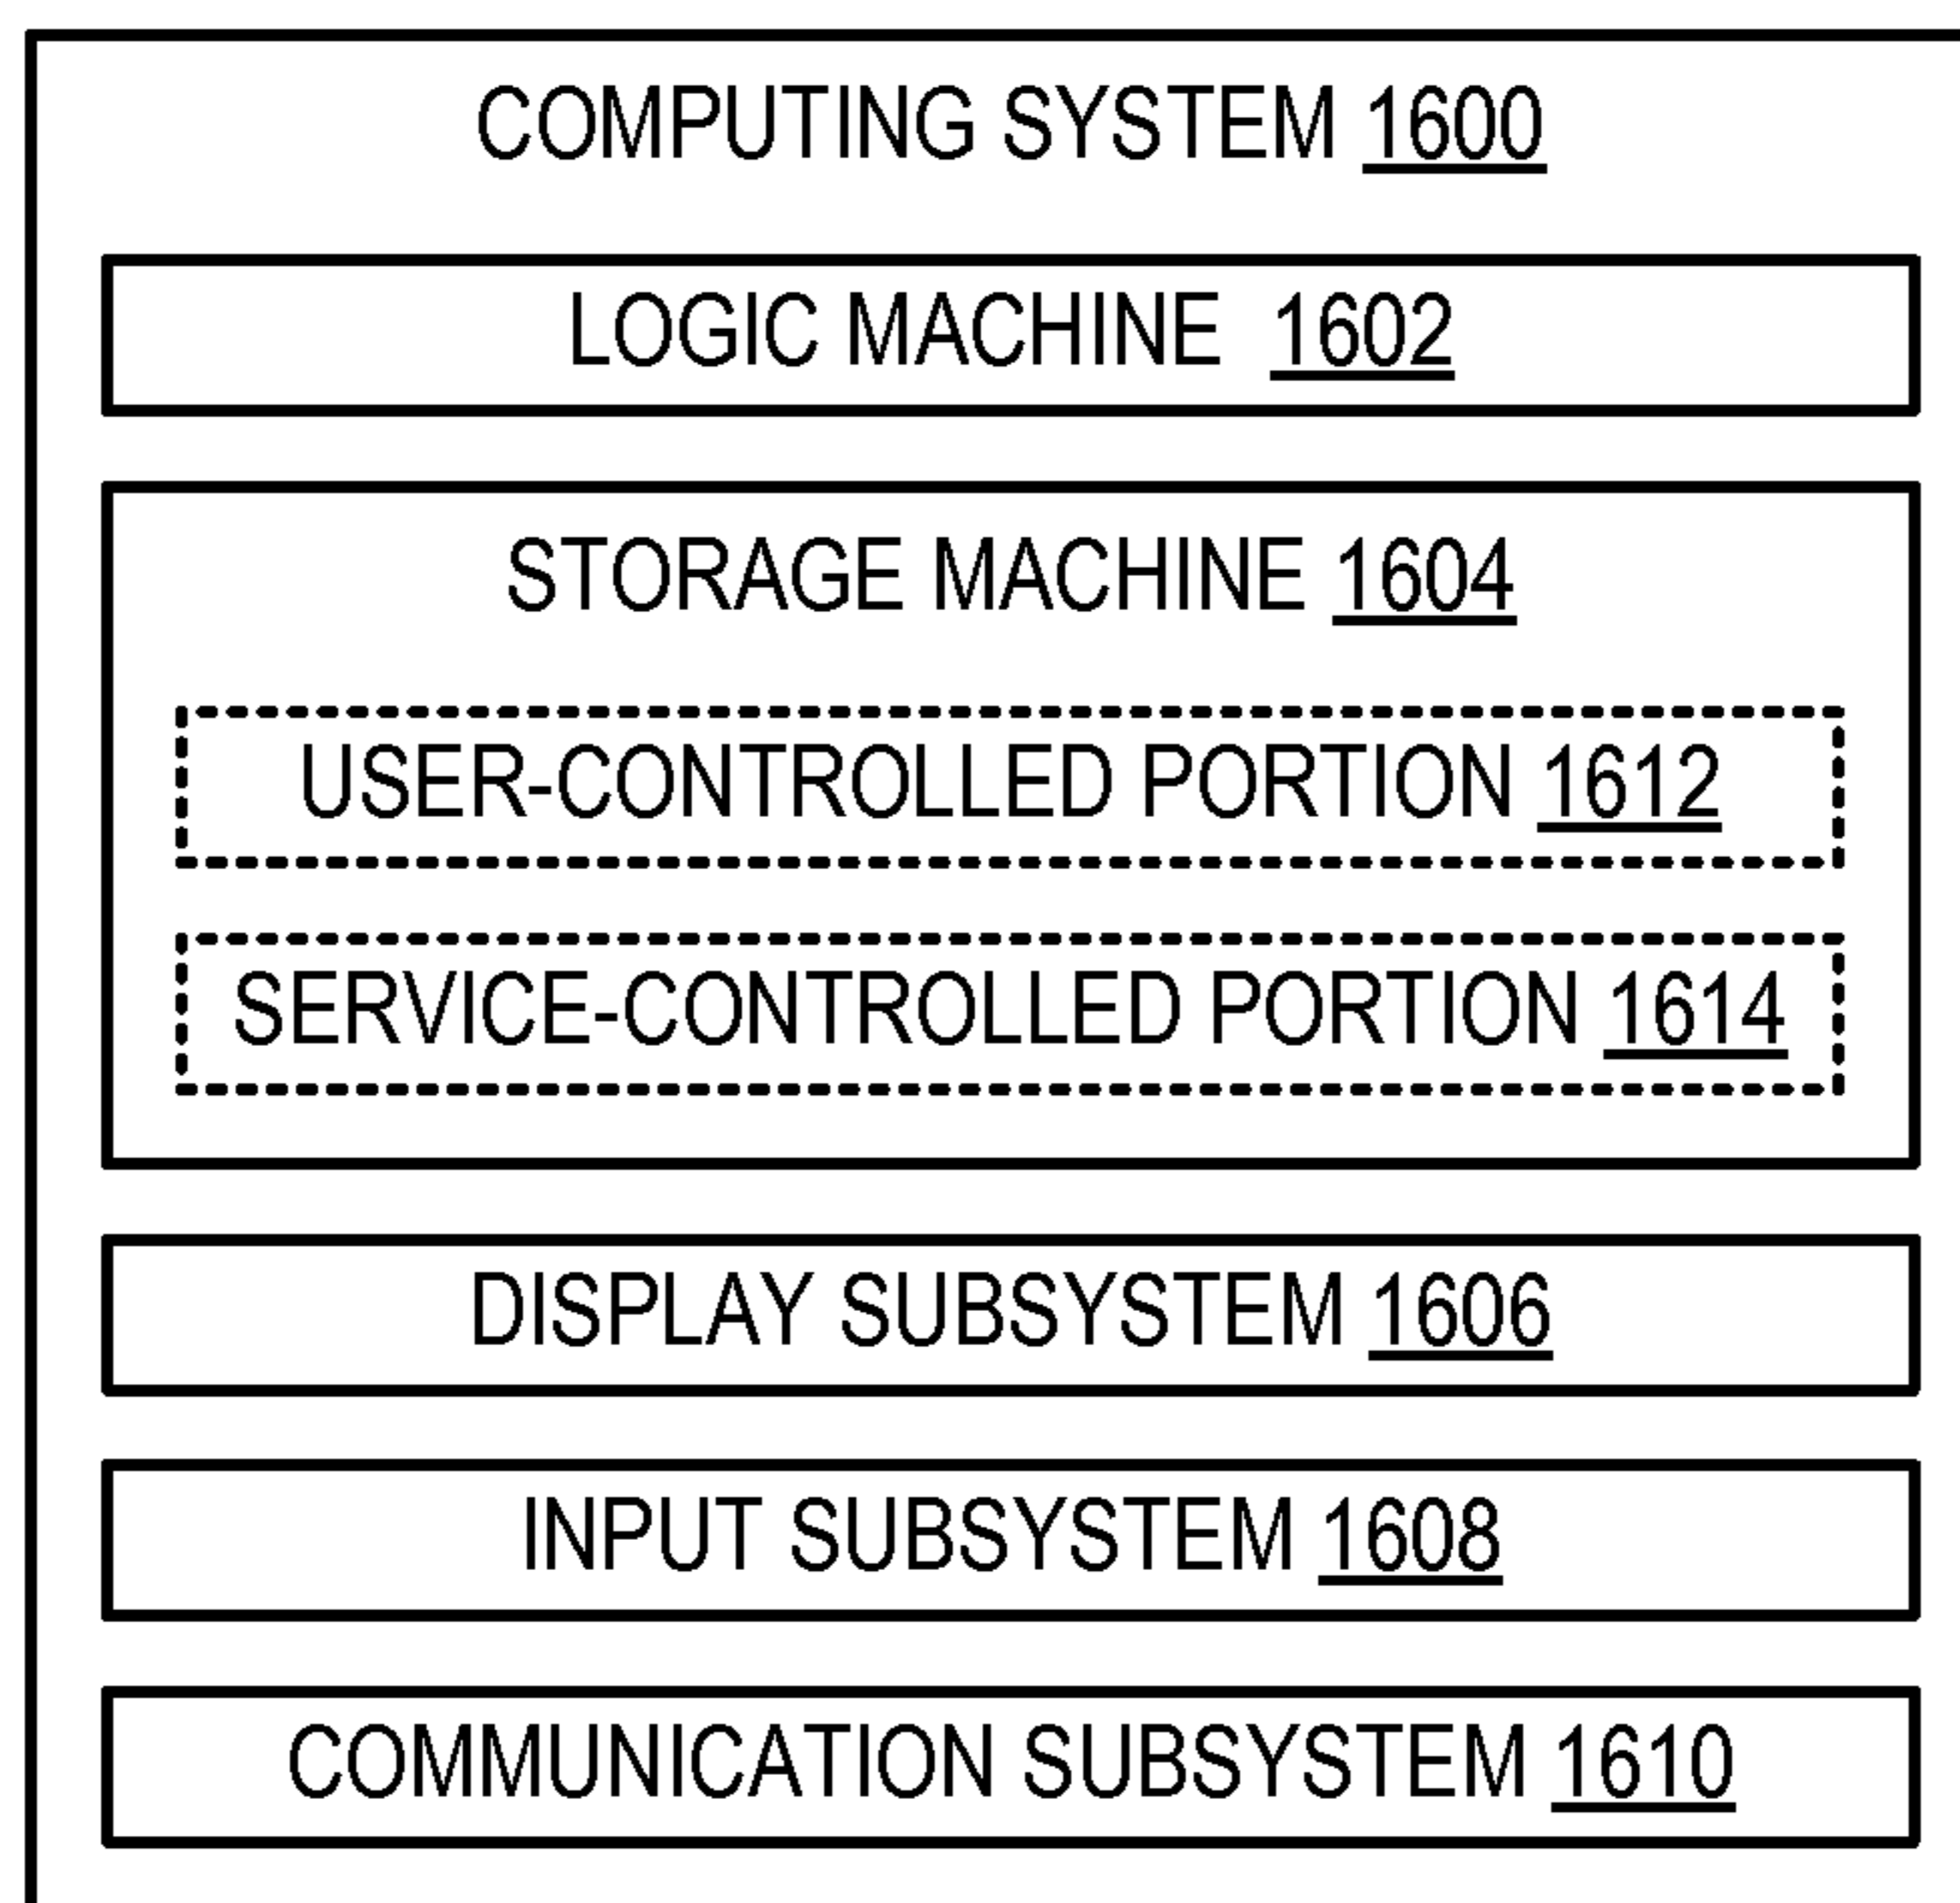 COMPUTING SYSTEM 1600
LOGIC MACHINE 1602
STORAGE MACHINE 1604
USER-CONTROLLED PORTION 1612
SERVICE-CONTROLLED PORTION 1614
DISPLAY SUBSYSTEM 1606
INPUT SUBSYSTEM 1608
COMMUNICATION SUBSYSTEM 1610